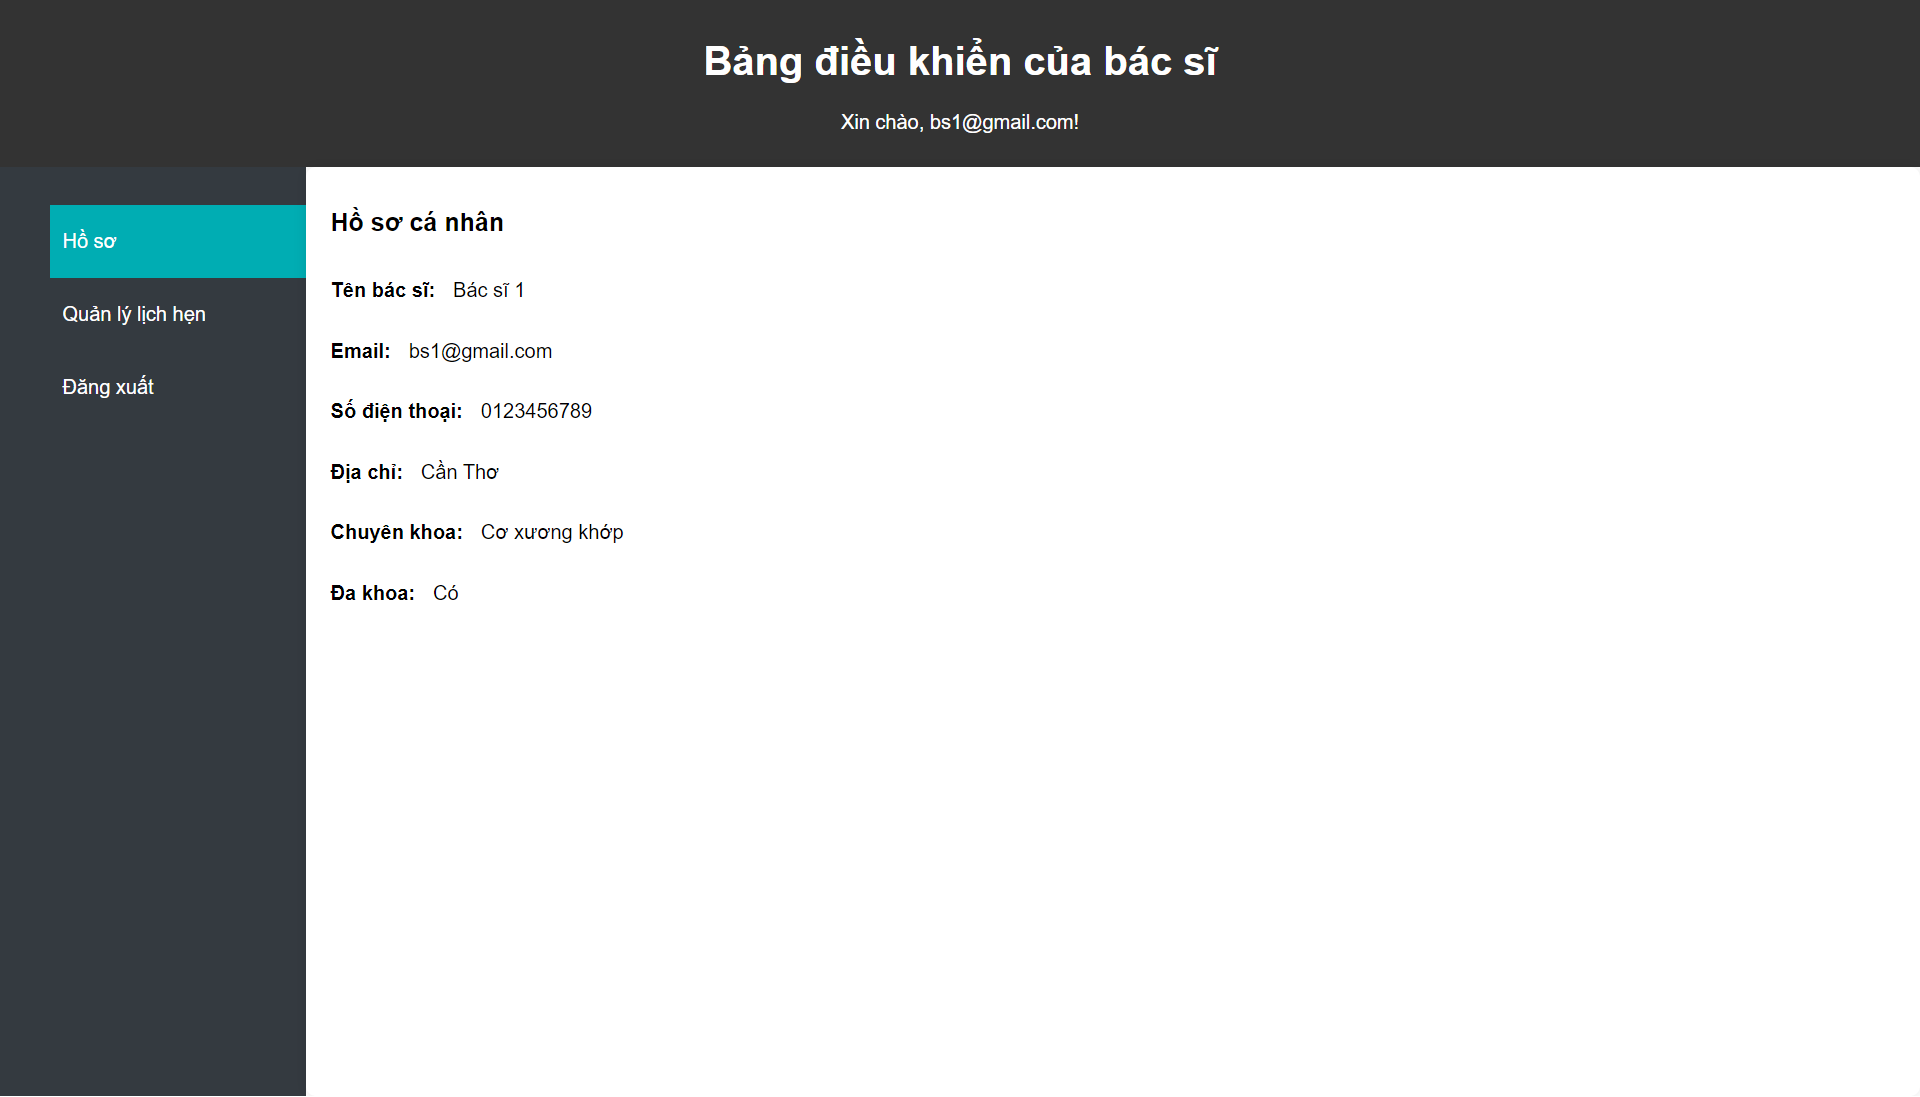 Bảng điều khiển của bác sĩ
Xin chào, bs1@gmail.com!
Hồ sơ
Quản lý lịch hẹn
Đăng xuất
Hồ sơ cá nhân
Tên bác sĩ: Bác sĩ 1
Email: bs1@gmail.com
Số điện thoại: 0123456789
Địa chỉ: Cần Thơ
Chuyên khoa: Cơ xương khớp
Đa khoa: Có